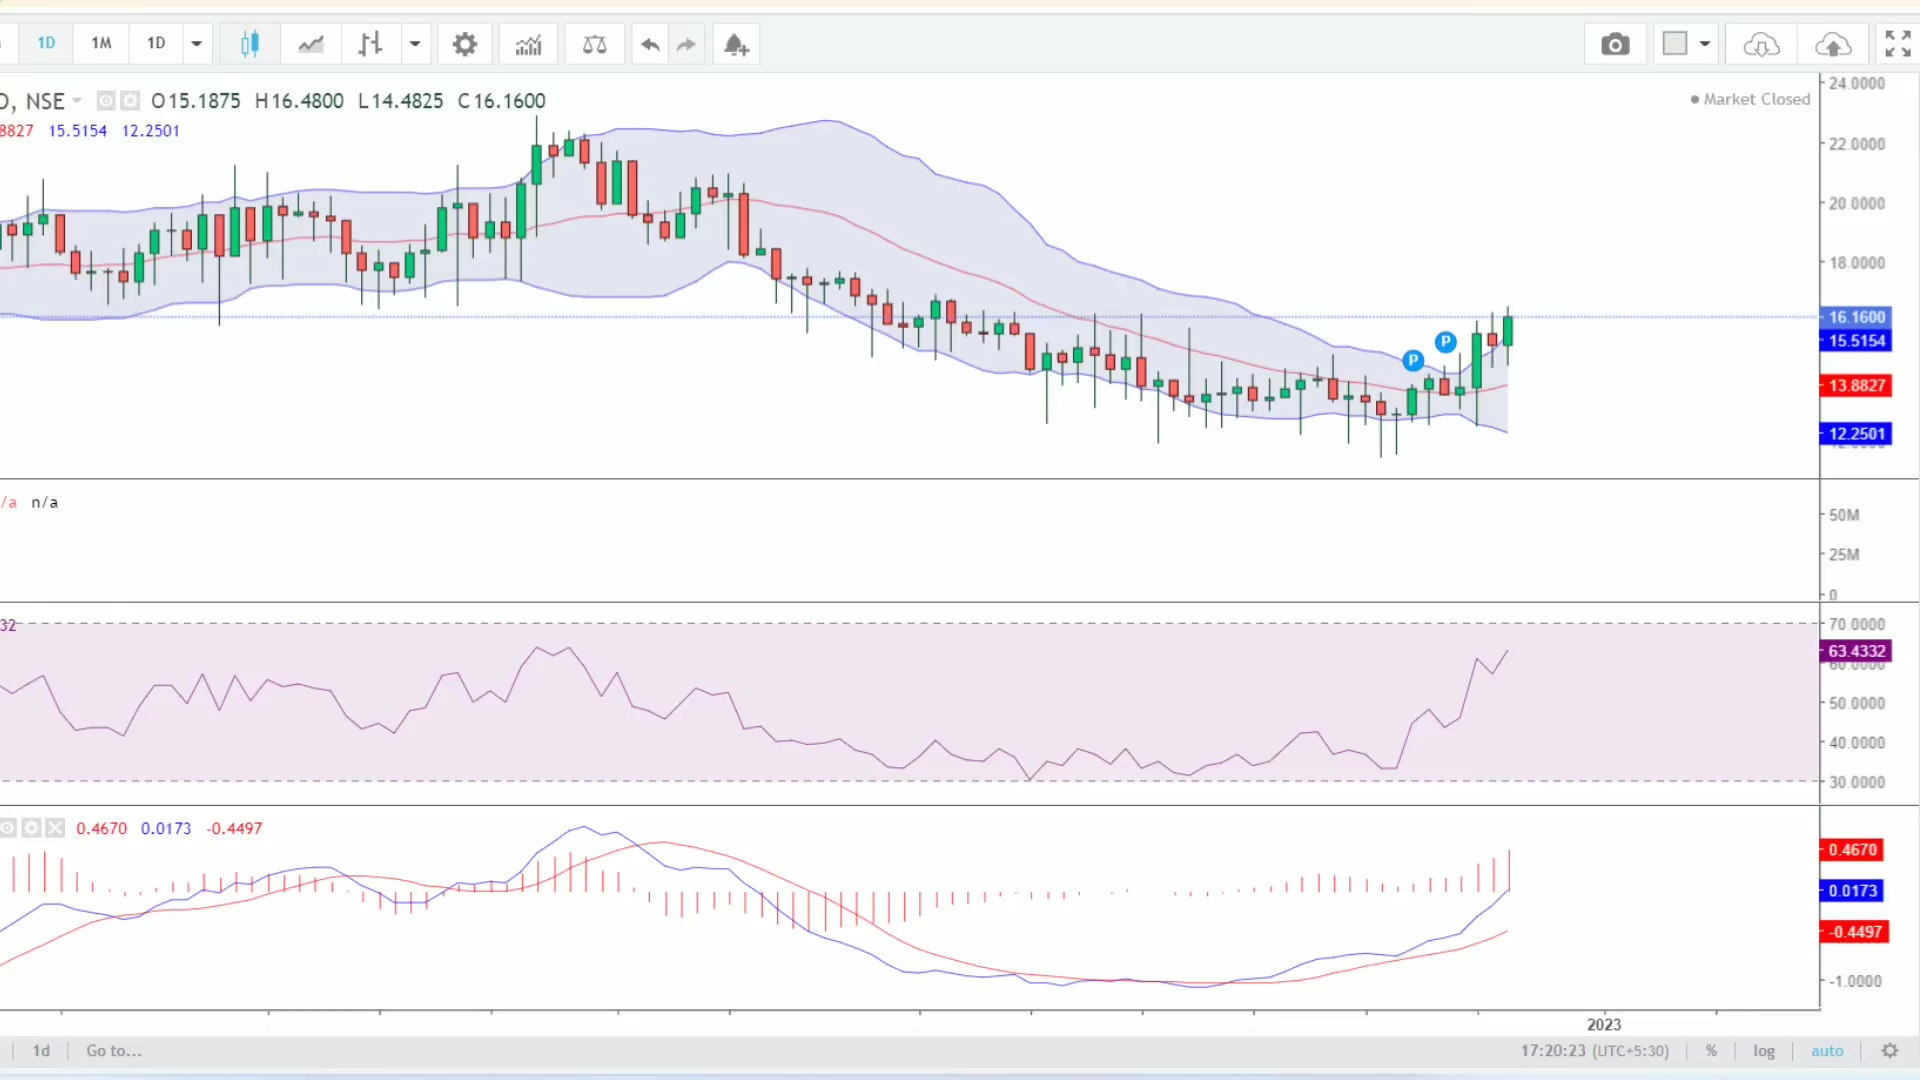 1D 1M 1D
O, NSE O15.1875 H16.4800 L14.4825 C16.1600
Market Closed
8827 15.5154 12.2501
24.0000
22.0000
20.0000
18.0000
16.1600
15.5154
13.8827
12.2501
/a n/a
50M
25M
0
32
70.0000
63.4332
60.0000
50.0000
40.0000
30.0000
0.4670 0.0173 -0.4497
0.4670
0.0173
-0.4497
-1.0000
2023
1d Go to... 17:20:23 (UTC+5:30) % log auto
P
P